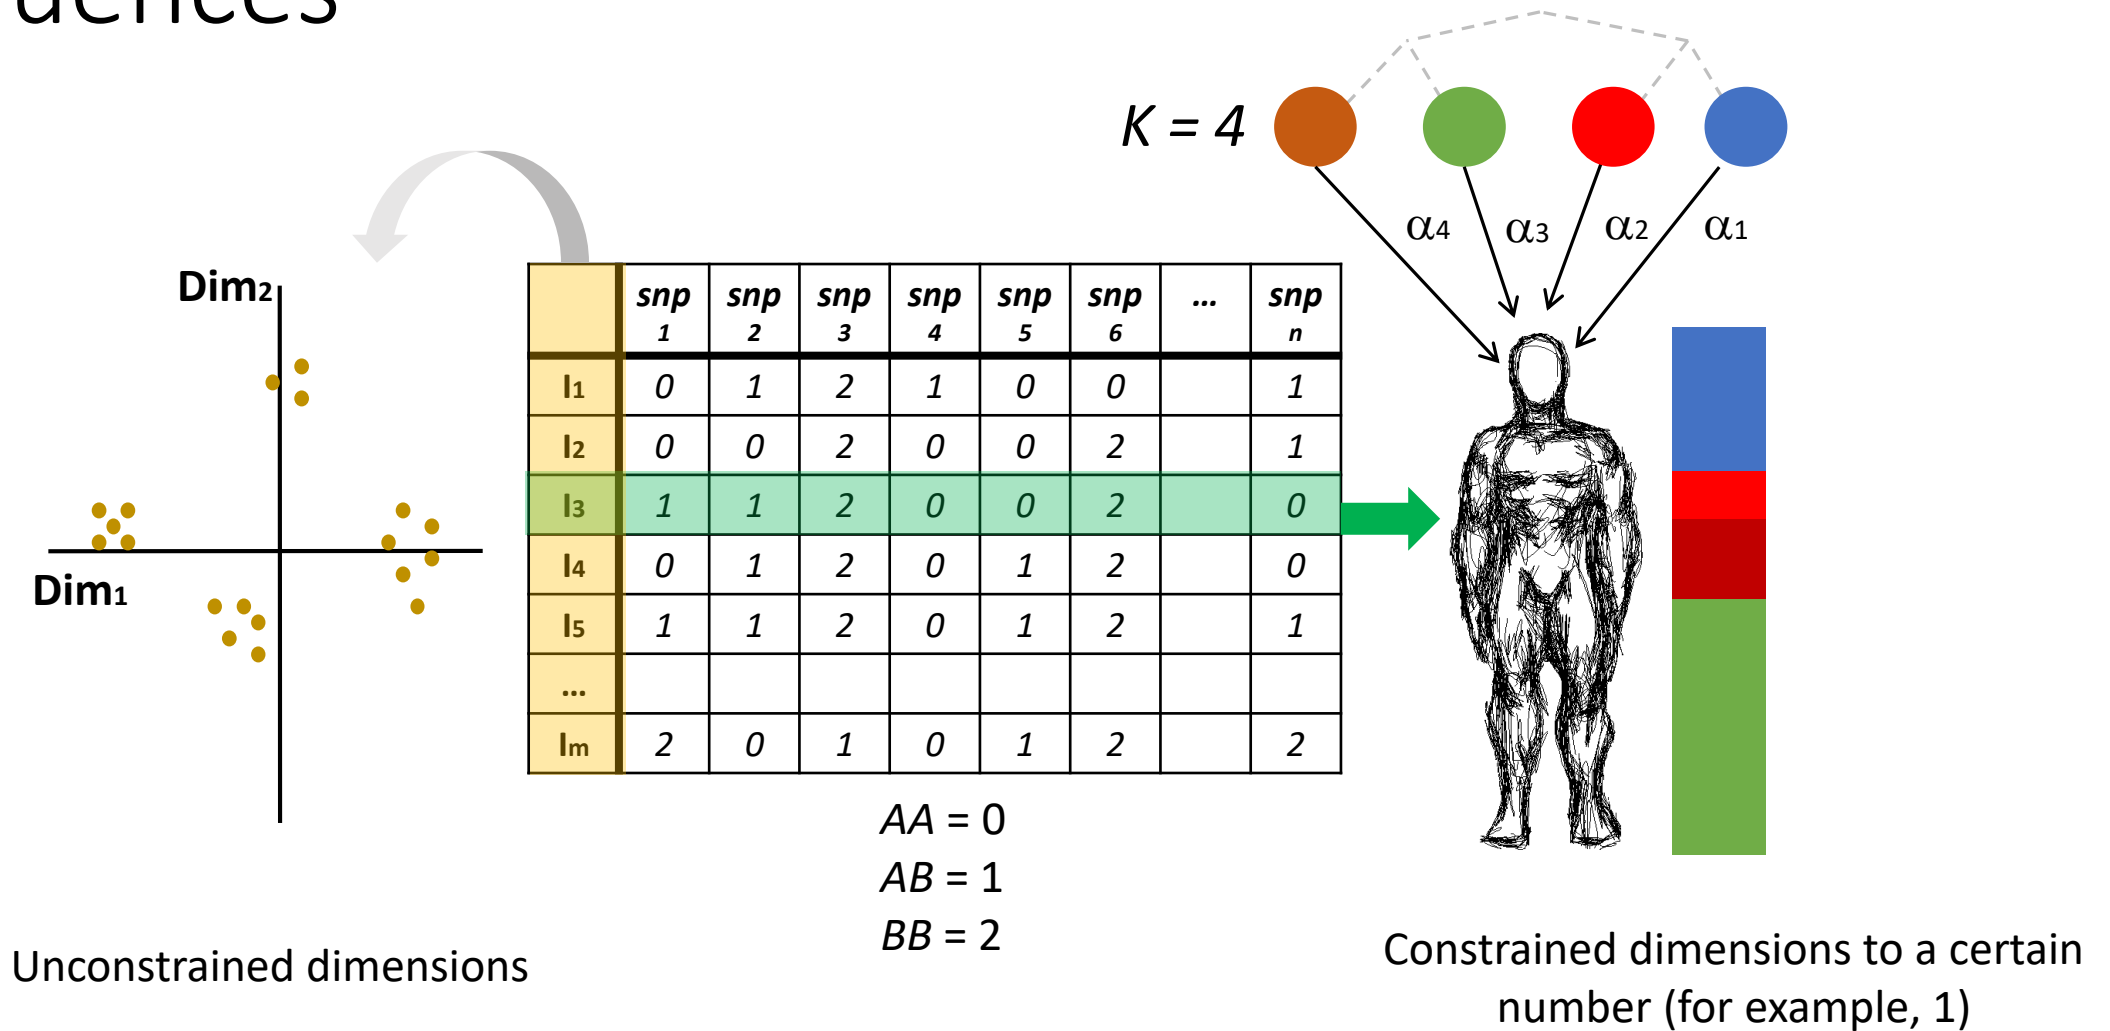 K = 4
α4 α3 α2 α1
Dim2
Dim1
snp 1 snp 2 snp 3 snp 4 snp 5 snp 6 ... snp n
I1 0 1 2 1 0 0 1
I2 0 0 2 0 0 2 1
I3 1 1 2 0 0 2 0
I4 0 1 2 0 1 2 0
I5 1 1 2 0 1 2 1
...
Im 2 0 1 0 1 2 2
AA = 0
AB = 1
BB = 2
Unconstrained dimensions
Constrained dimensions to a certain
number (for example, 1)